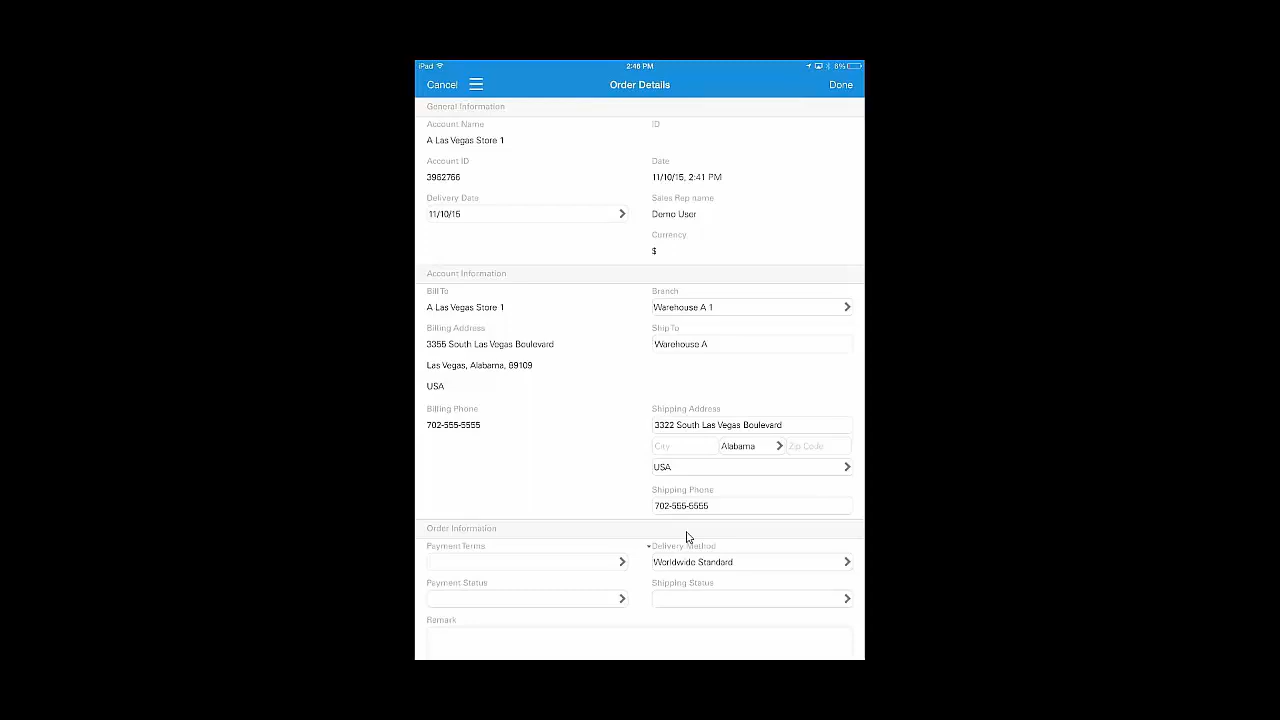 iPad 2:46 PM 6%
Cancel Order Details Done
General Information
Account Name ID
A Las Vegas Store 1
Account ID Date
3962766 11/10/15, 2:41 PM
Delivery Date Sales Rep name
11/10/15 Demo User
Currency
$
Account Information
Bill To Branch
A Las Vegas Store 1 Warehouse A 1
Billing Address Ship To
3355 South Las Vegas Boulevard Warehouse A
Las Vegas, Alabama, 89109
USA
Billing Phone Shipping Address
702-555-5555 3322 South Las Vegas Boulevard
City Alabama Zip Code
USA
Shipping Phone
702-555-5555
Order Information
Payment Terms Delivery Method
Worldwide Standard
Payment Status Shipping Status
Remark